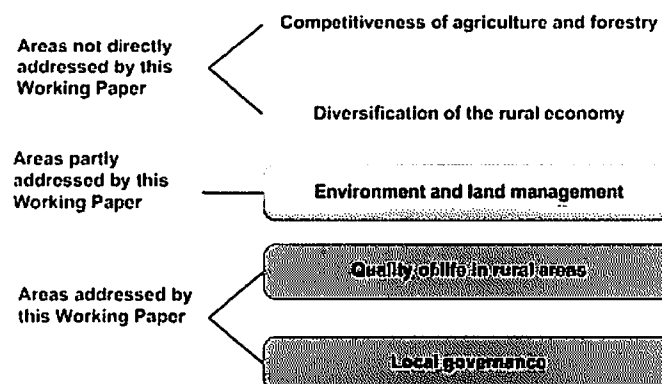 Areas not directly
addressed by this
Working Paper
Competitiveness of agriculture and forestry
Diversification of the rural economy
Areas partly
addressed by this
Working Paper
Environment and land management
Areas addressed by
this Working Paper
Quality of life in rural areas
Local governance